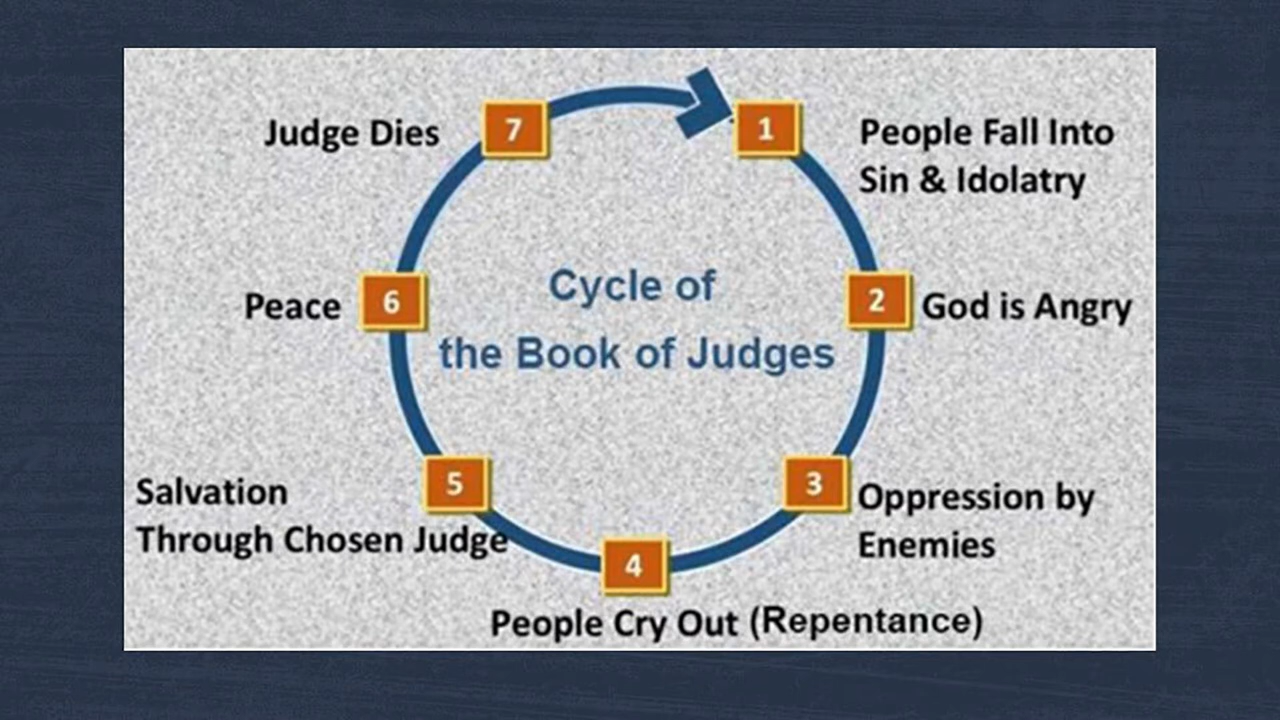 Cycle of
the Book of Judges
1
People Fall Into
Sin & Idolatry
2
God is Angry
3
Oppression by
Enemies
4
People Cry Out (Repentance)
5
Salvation
Through Chosen Judge
6
Peace
7
Judge Dies